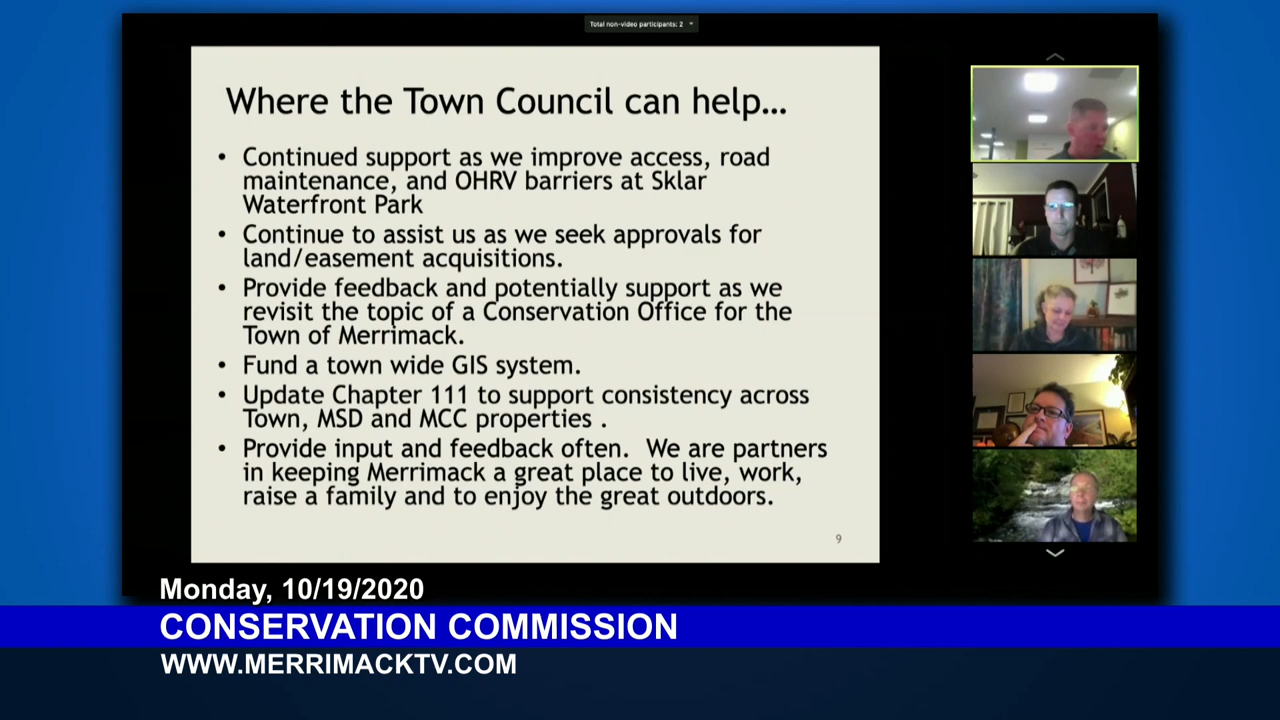 Total non-video participants: 2
Where the Town Council can help...
• Continued support as we improve access, road
maintenance, and OHRV barriers at Sklar
Waterfront Park
• Continue to assist us as we seek approvals for
land/easement acquisitions.
• Provide feedback and potentially support as we
revisit the topic of a Conservation Office for the
Town of Merrimack.
• Fund a town wide GIS system.
• Update Chapter 111 to support consistency across
Town, MSD and MCC properties .
• Provide input and feedback often.  We are partners
in keeping Merrimack a great place to live, work,
raise a family and to enjoy the great outdoors.
9
Monday, 10/19/2020
CONSERVATION COMMISSION
WWW.MERRIMACKTV.COM